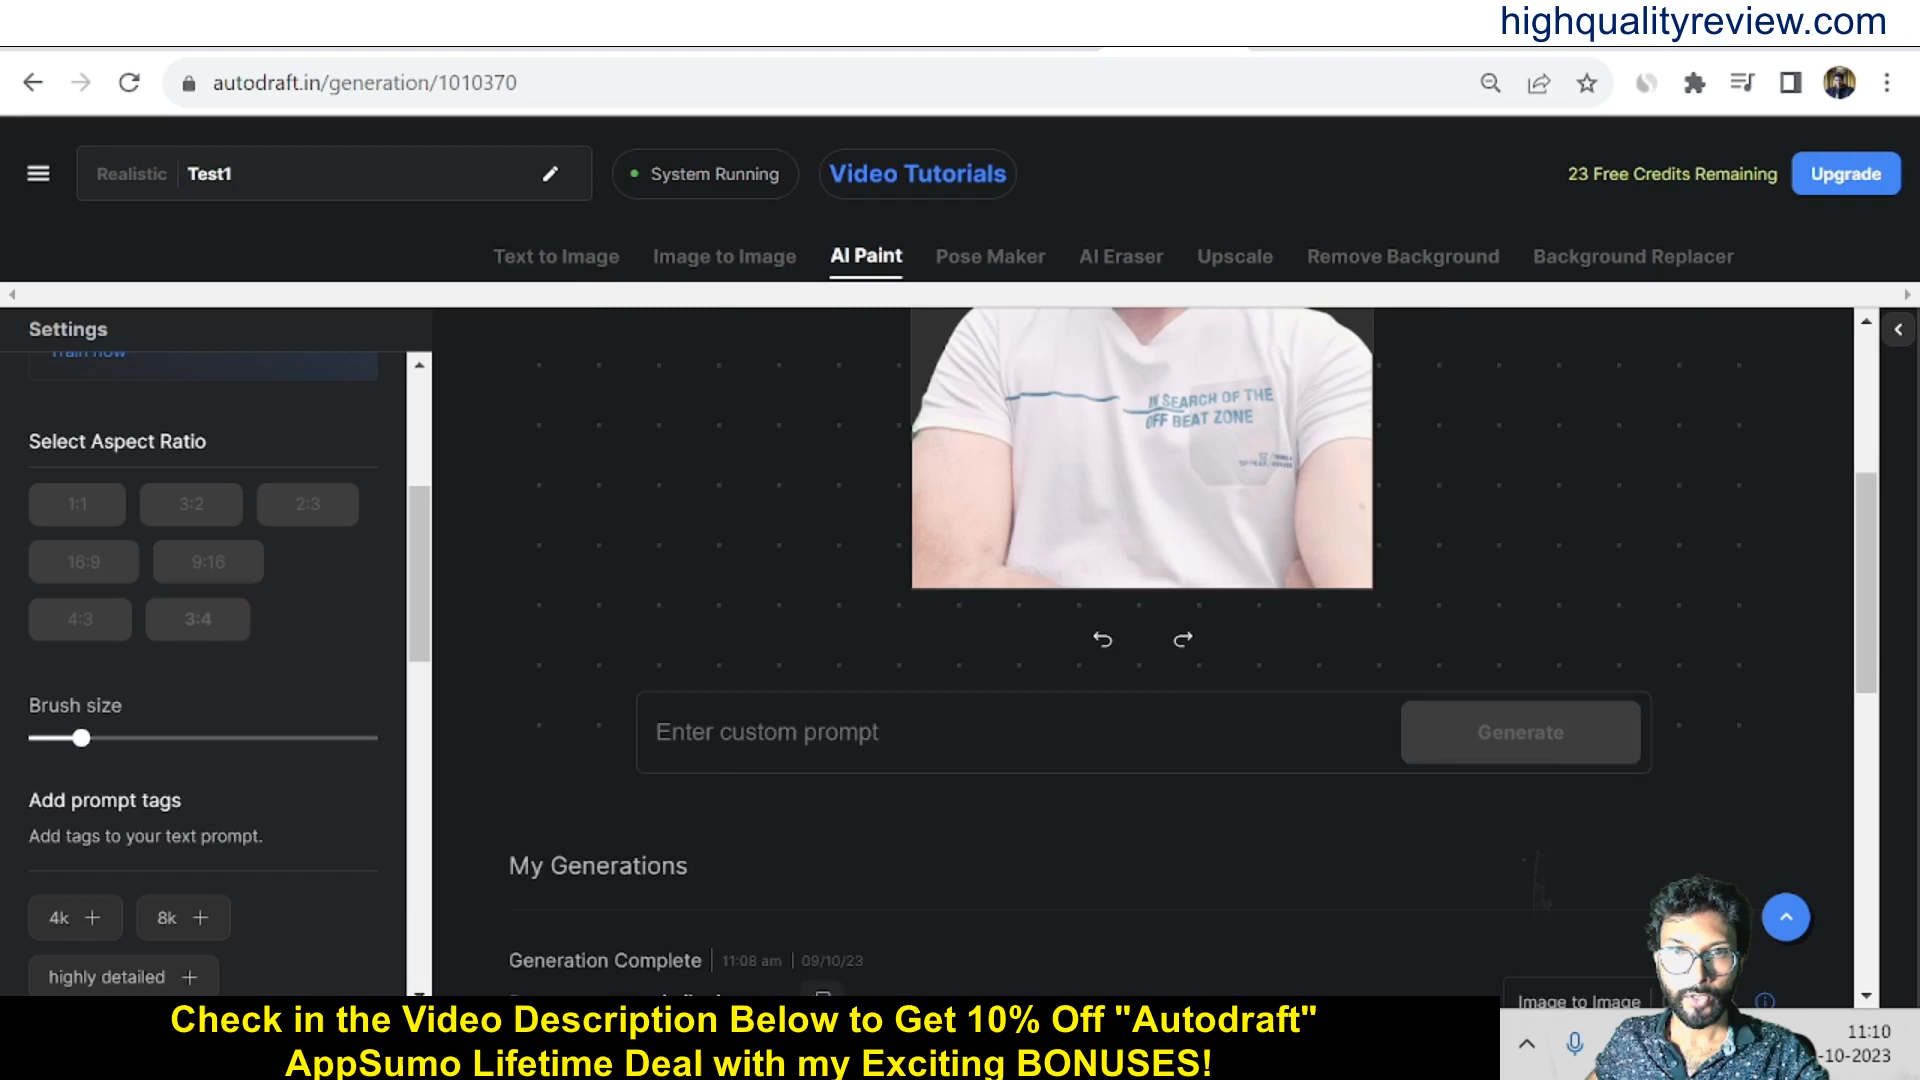 highqualityreview.com
autodraft.in/generation/1010370
Realistic Test1
System Running
Video Tutorials
23 Free Credits Remaining
Upgrade
Text to Image
Image to Image
AI Paint
Pose Maker
AI Eraser
Upscale
Remove Background
Background Replacer
Settings
Train now
Select Aspect Ratio
1:1 3:2 2:3
16:9 9:16
4:3 3:4
Brush size
Add prompt tags
Add tags to your text prompt.
4k 8k
highly detailed
IN SEARCH OF THE
OFF BEAT ZONE
Enter custom prompt
Generate
My Generations
Generation Complete 11:08 am 09/10/23
Image to Image
Check in the Video Description Below to Get 10% Off "Autodraft"
AppSumo Lifetime Deal with my Exciting BONUSES!
11:10
-10-2023